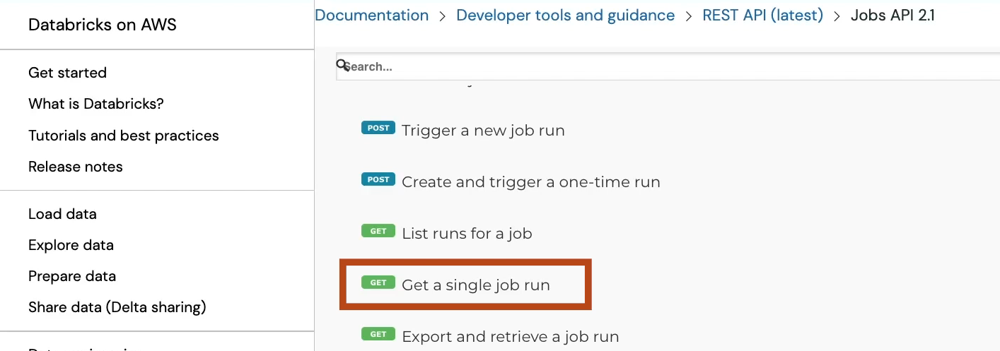 Databricks on AWS
Get started
What is Databricks?
Tutorials and best practices
Release notes
Load data
Explore data
Prepare data
Share data (Delta sharing)
Documentation > Developer tools and guidance > REST API (latest) > Jobs API 2.1
Search...
POST Trigger a new job run
POST Create and trigger a one-time run
GET List runs for a job
GET Get a single job run
GET Export and retrieve a job run